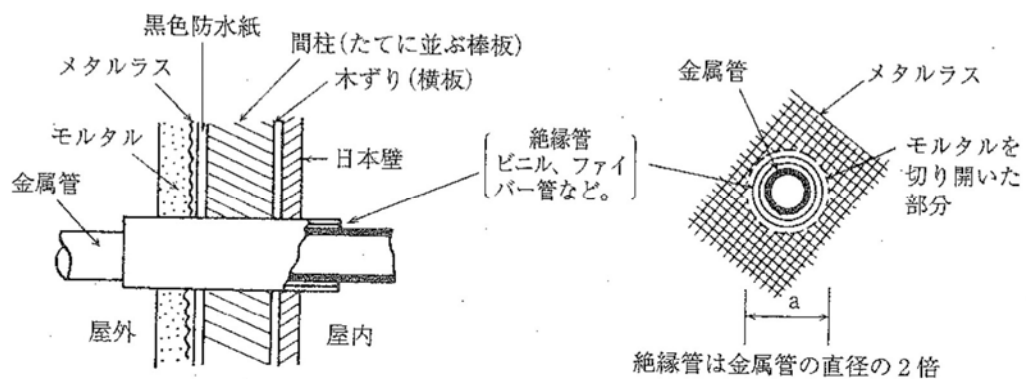 黒色防水紙
間柱(たてに並ぶ棒板)
メタルラス
木ずり(横板)
モルタル
日本壁
金属管
絶縁管
ビニル、ファイ
バー管など。
屋外
屋内
金属管
メタルラス
モルタルを
切り開いた
部分
a
絶縁管は金属管の直径の2倍